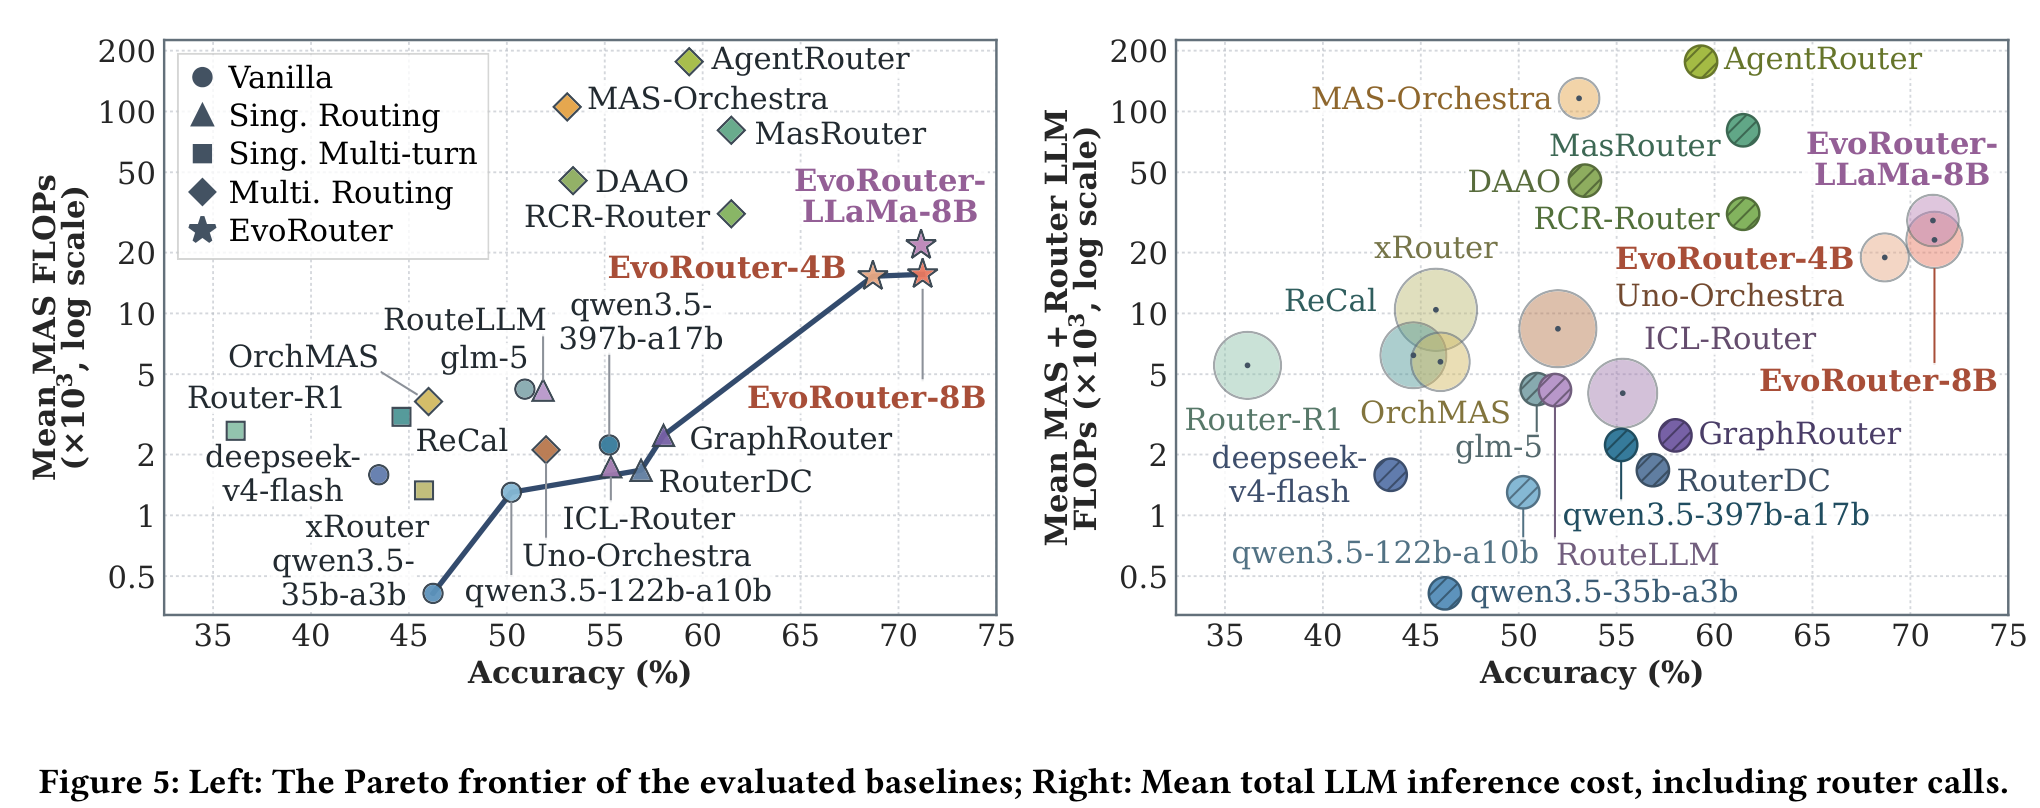 200
100
50
20
10
5
2
1
0.5
Mean MAS FLOPs
(×10³, log scale)
Vanilla
Sing. Routing
Sing. Multi-turn
Multi. Routing
EvoRouter
AgentRouter
MAS-Orchestra
MasRouter
DAAO
RCR-Router
EvoRouter-
LLaMa-8B
EvoRouter-4B
qwen3.5-
397b-a17b
RouteLLM
glm-5
OrchMAS
Router-R1
ReCal
EvoRouter-8B
GraphRouter
deepseek-
v4-flash
RouterDC
xRouter
ICL-Router
Uno-Orchestra
qwen3.5-
35b-a3b
qwen3.5-122b-a10b
35 40 45 50 55 60 65 70 75
Accuracy (%)
200
100
50
20
10
5
2
1
0.5
Mean MAS + Router LLM
FLOPs (×10³, log scale)
AgentRouter
MAS-Orchestra
MasRouter
EvoRouter-
LLaMa-8B
DAAO
RCR-Router
xRouter
EvoRouter-4B
ReCal
Uno-Orchestra
ICL-Router
EvoRouter-8B
Router-R1
OrchMAS
glm-5
GraphRouter
deepseek-
v4-flash
RouterDC
qwen3.5-397b-a17b
qwen3.5-122b-a10b
RouteLLM
qwen3.5-35b-a3b
35 40 45 50 55 60 65 70 75
Accuracy (%)
Figure 5: Left: The Pareto frontier of the evaluated baselines; Right: Mean total LLM inference cost, including router calls.